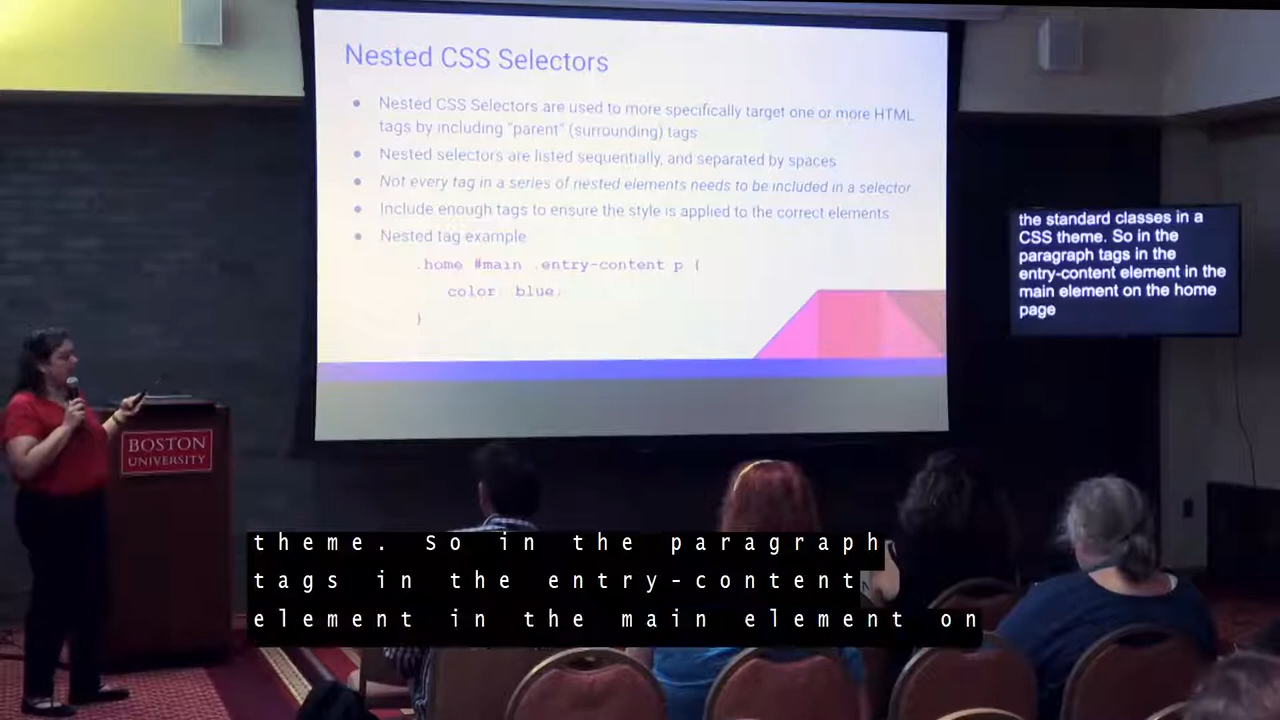 Nested CSS Selectors
● Nested CSS Selectors are used to more specifically target one or more HTML
tags by including "parent" (surrounding) tags
● Nested selectors are listed sequentially, and separated by spaces
● Not every tag in a series of nested elements needs to be included in a selector
● Include enough tags to ensure the style is applied to the correct elements
● Nested tag example
.home #main .entry-content p {
color: blue;
}
the standard classes in a
CSS theme. So in the
paragraph tags in the
entry-content element in the
main element on the home
page
BOSTON
UNIVERSITY
theme. So in the paragraph
tags in the entry-content
element in the main element on